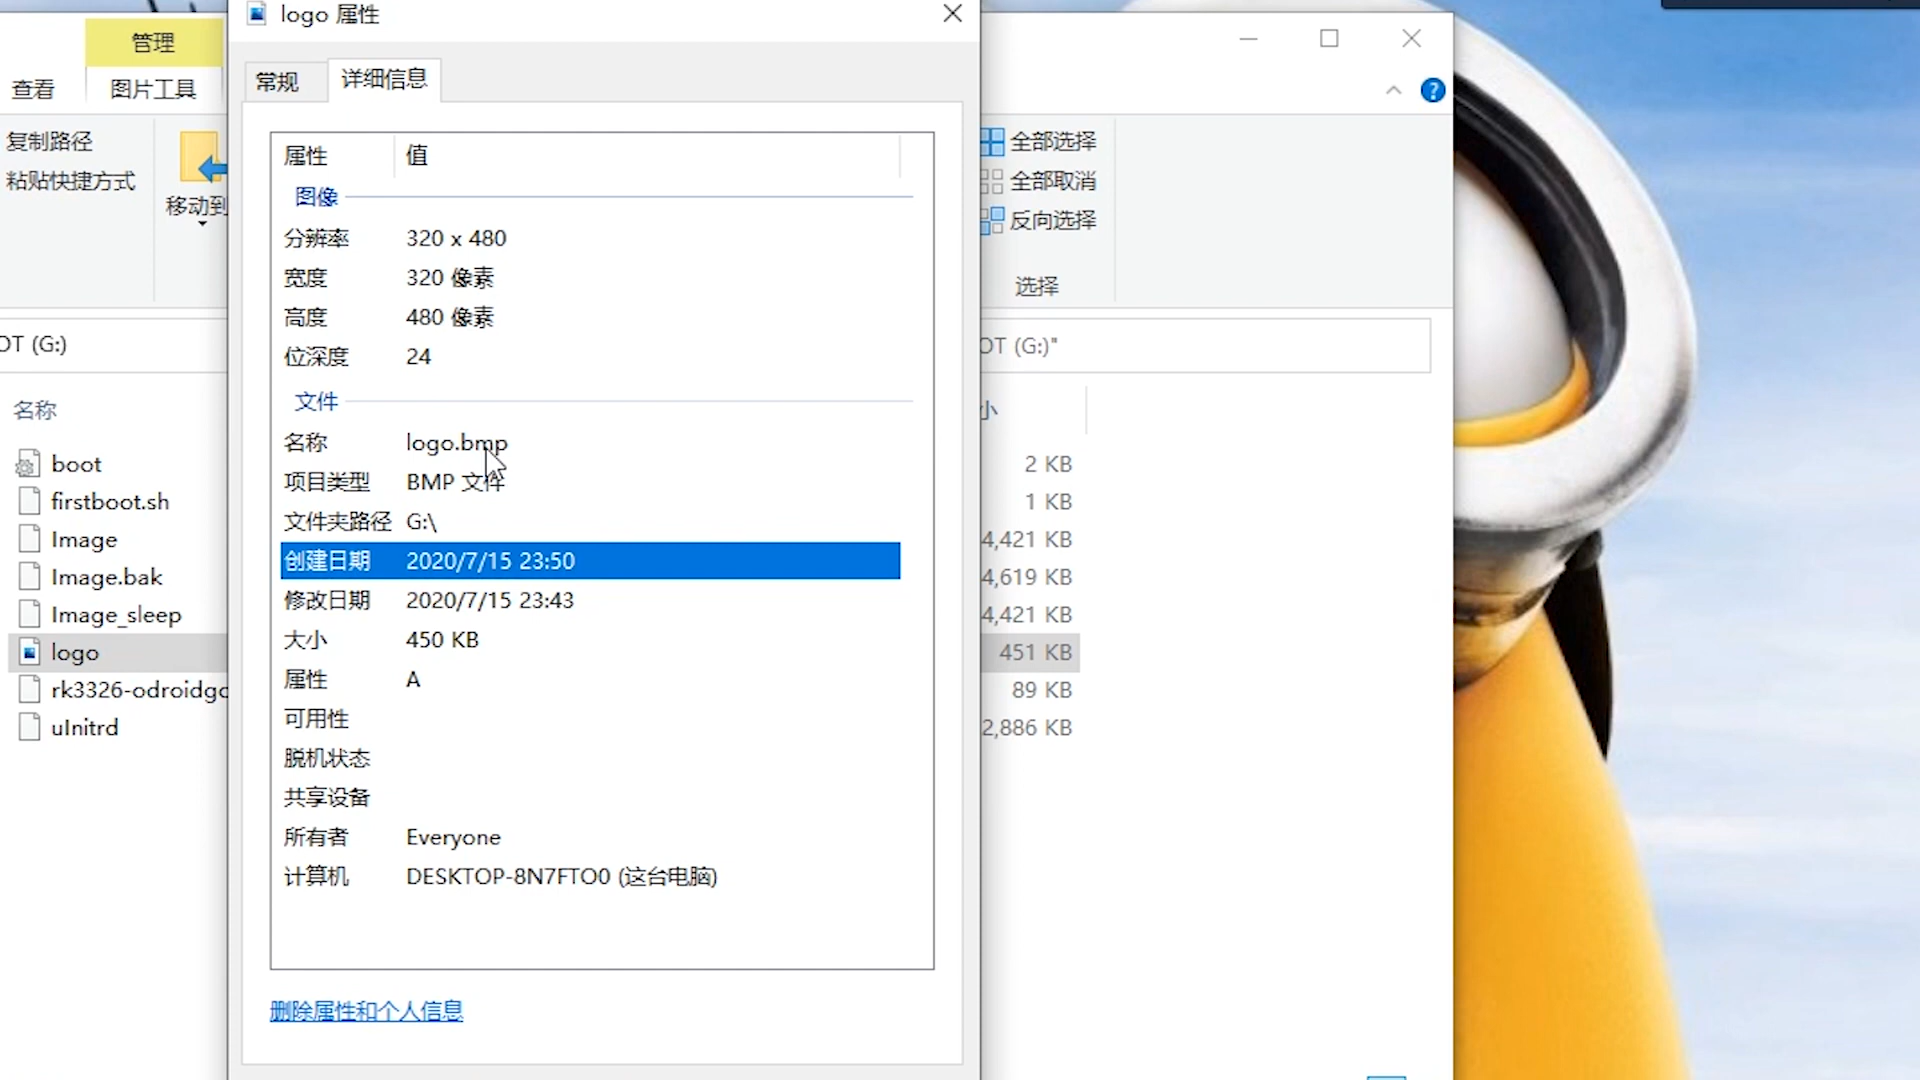 logo 属性
管理
查看
图片工具
常规
详细信息
复制路径
粘贴快捷方式
移动到
全部选择
全部取消
反向选择
选择
属性 值
图像
分辨率 320 x 480
宽度 320 像素
高度 480 像素
位深度 24
文件
名称 logo.bmp
项目类型 BMP 文件
文件夹路径 G:\
创建日期 2020/7/15 23:50
修改日期 2020/7/15 23:43
大小 450 KB
属性 A
可用性
脱机状态
共享设备
所有者 Everyone
计算机 DESKTOP-8N7FTO0 (这台电脑)
删除属性和个人信息
OT (G:)
OT (G:)"
名称
小
boot 2 KB
firstboot.sh 1 KB
Image 4,421 KB
Image.bak 4,619 KB
Image_sleep 4,421 KB
logo 451 KB
rk3326-odroidgo 89 KB
uInitrd 2,886 KB